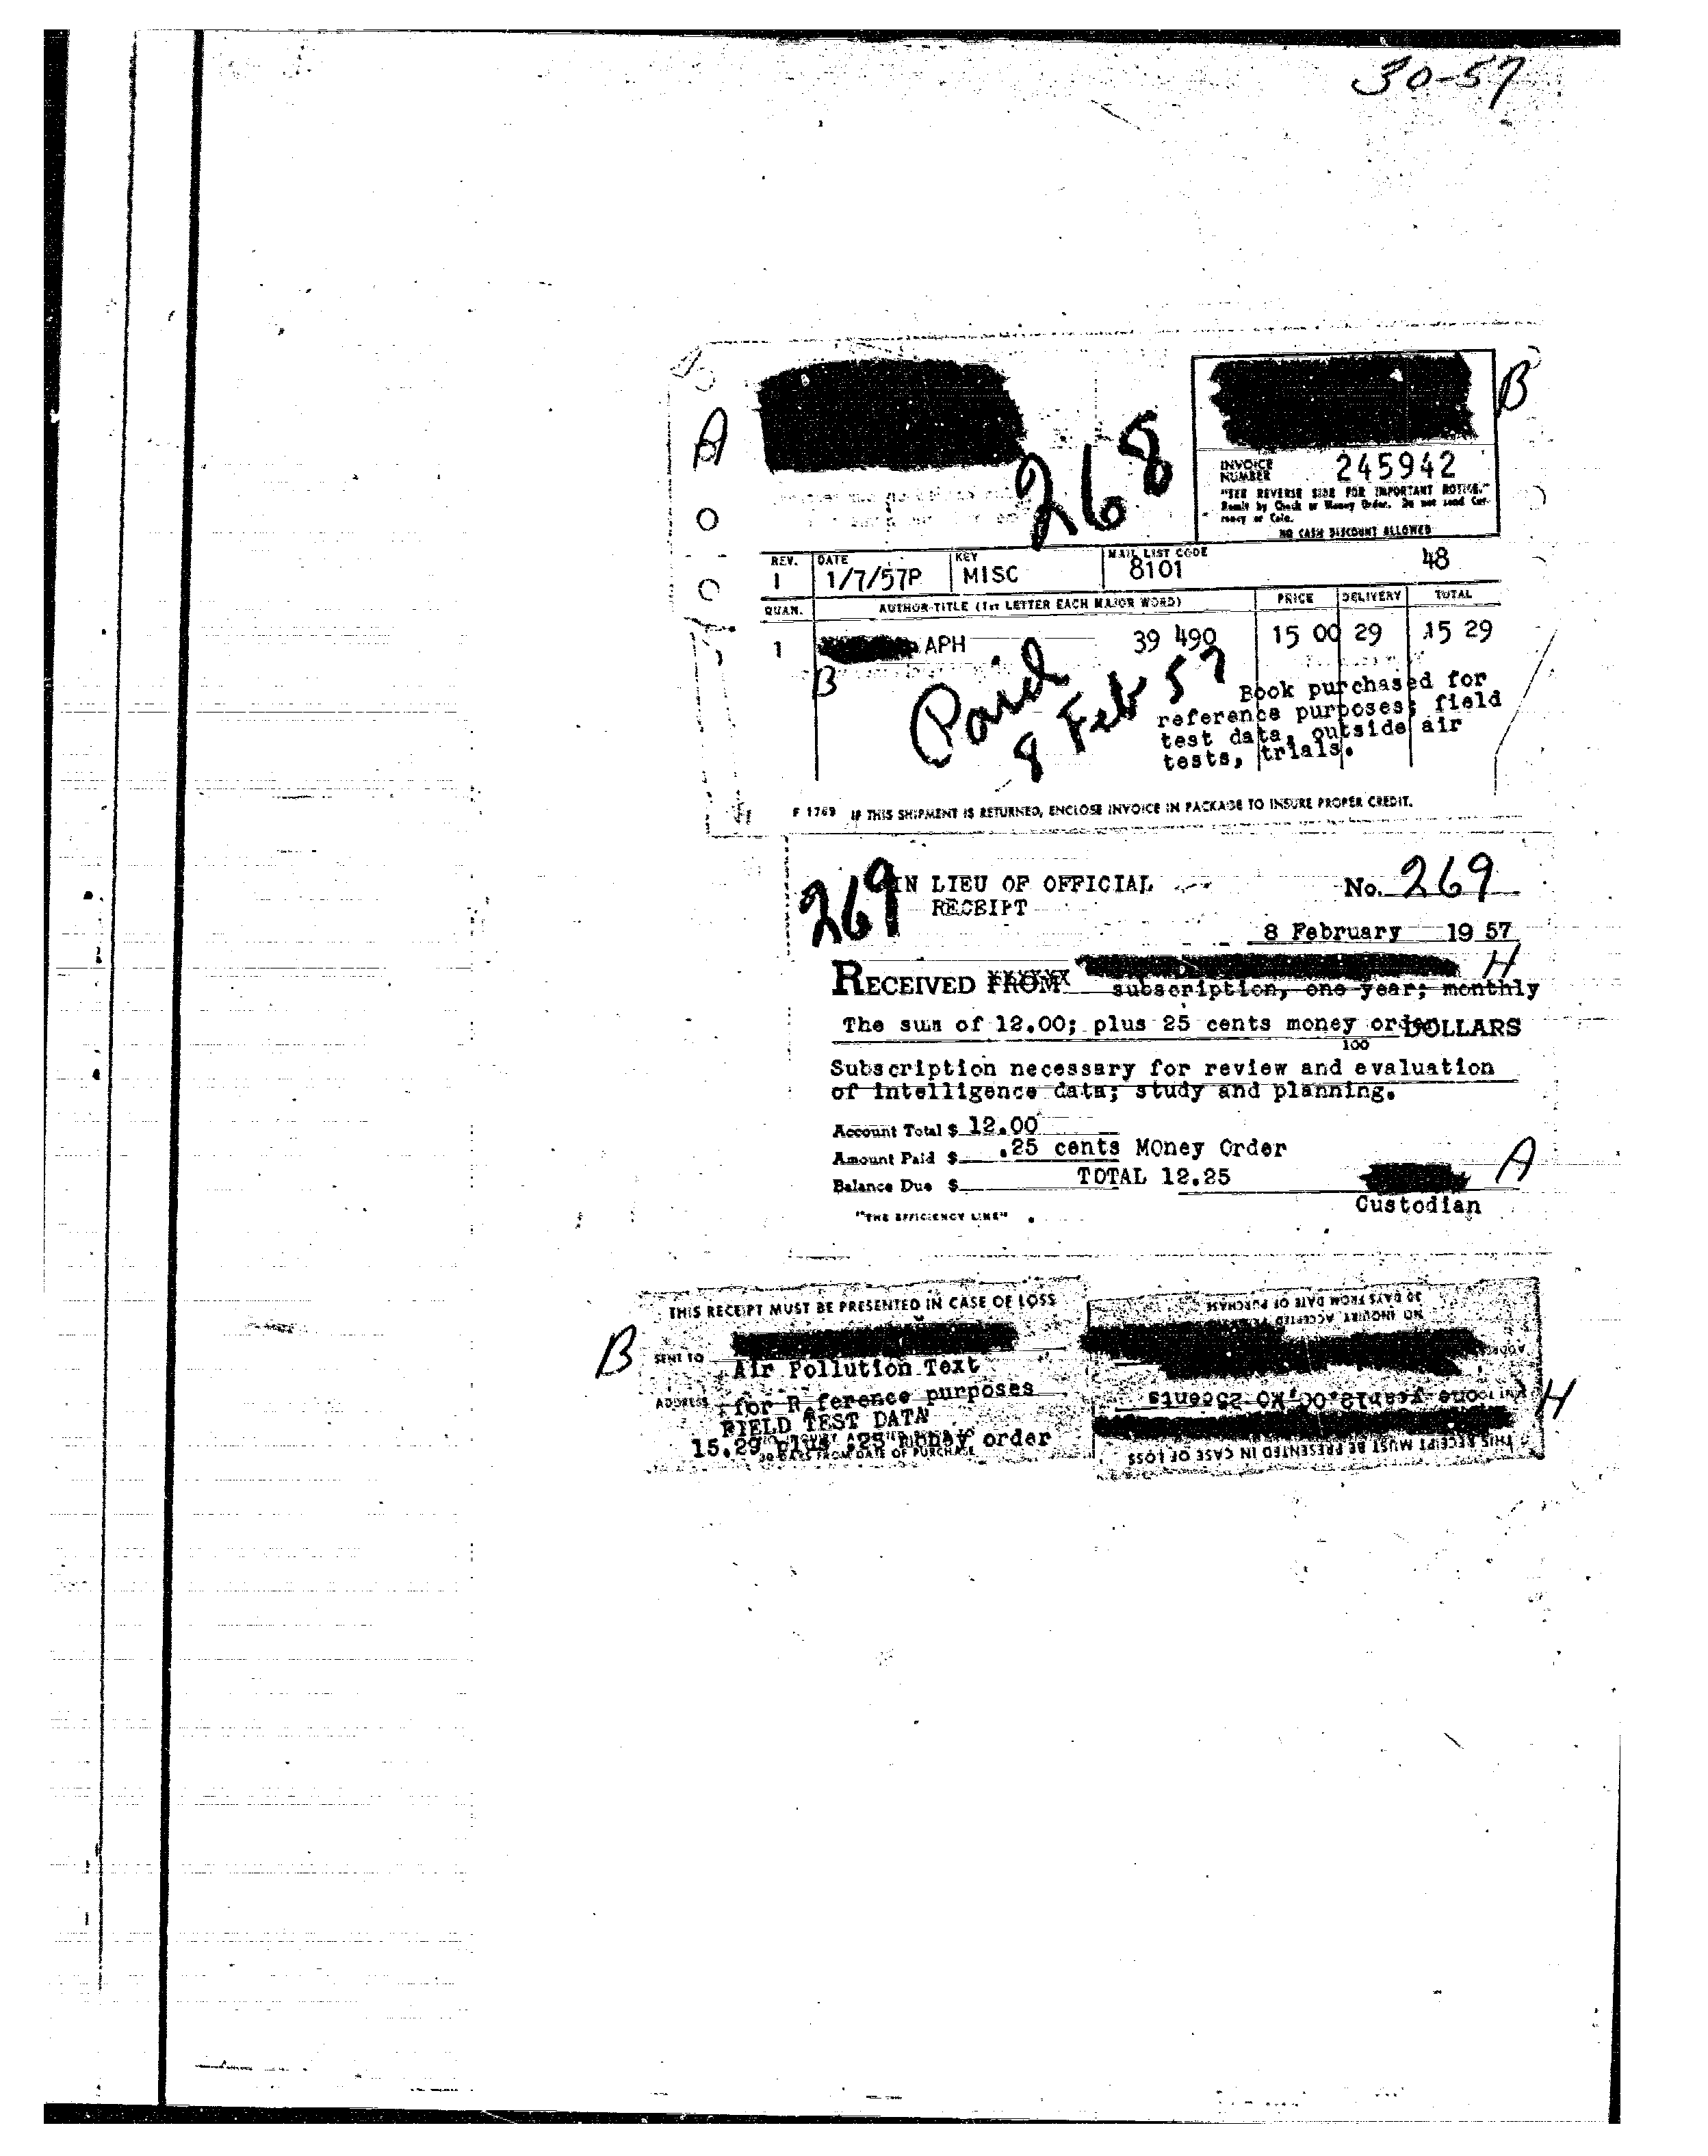 30-57
A
B
268
INVOICE
NUMBER 245942
"SEE REVERSE SIDE FOR IMPORTANT NOTICE."
Remit by Check or Money Order. Do not send Cur-
rency or Coin.
NO CASH DISCOUNT ALLOWED
REV. DATE KEY MAIL LIST CODE
1 1/7/57P MISC 8101 48
QUAN. AUTHOR-TITLE (1ST LETTER EACH MAJOR WORD) PRICE DELIVERY TOTAL
1 APH 39 490 15 00 29 15 29
B
Paid
8 Feb 57
Book purchased for
reference purposes; field
test data, outside air
tests, trials.
F 1769 IF THIS SHIPMENT IS RETURNED, ENCLOSE INVOICE IN PACKAGE TO INSURE PROPER CREDIT.
269 IN LIEU OF OFFICIAL No. 269
RECEIPT
8 February 19 57
RECEIVED FROM H
subscription, one year; monthly
The sum of 12.00; plus 25 cents money order DOLLARS
100
Subscription necessary for review and evaluation
of intelligence data; study and planning.
Account Total $ 12.00
Amount Paid $ .25 cents MOney Order
Balance Due $ TOTAL 12.25
A
Custodian
"THE EFFICIENCY LINE"
THIS RECEIPT MUST BE PRESENTED IN CASE OF LOSS
B
SENT TO
Air Pollution Text
ADDRESS for Reference purposes
FIELD TEST DATA
15.29 plus .25 money order
30 DAYS FROM DATE OF PURCHASE
THIS RECEIPT MUST BE PRESENTED IN CASE OF LOSS
one year12.00, MO 25cents
H
NO INQUIRY ACCEPTED
30 DAYS FROM DATE OF PURCHASE